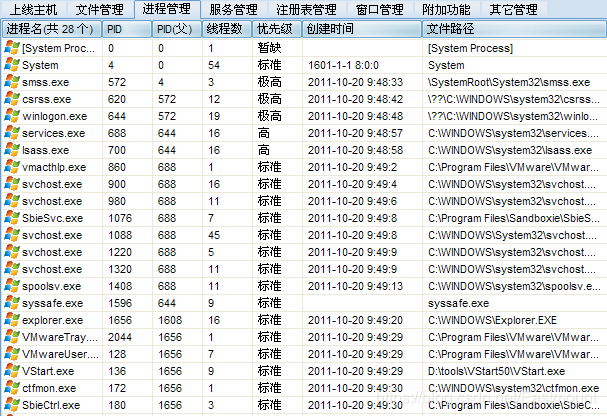 上线主机 文件管理 进程管理 服务管理 注册表管理 窗口管理 附加功能 其它管理
进程名(共 28 个) PID PID(父) 线程数 优先级 创建时间 文件路径
[System Proc... 0 0 1 暂缺 [System Process]
System 4 0 54 标准 1601-1-1 8:0:0 System
smss.exe 572 4 3 极高 2011-10-20 9:48:33 \SystemRoot\System32\smss.exe
csrss.exe 620 572 12 极高 2011-10-20 9:48:42 \??\C:\WINDOWS\system32\csrss...
winlogon.exe 644 572 19 极高 2011-10-20 9:48:48 \??\C:\WINDOWS\system32\winlo...
services.exe 688 644 16 高 2011-10-20 9:48:57 C:\WINDOWS\system32\services....
lsass.exe 700 644 16 高 2011-10-20 9:48:58 C:\WINDOWS\system32\lsass.exe
vmacthlp.exe 860 688 1 标准 2011-10-20 9:49:2 C:\Program Files\VMware\VMwar...
svchost.exe 900 688 16 标准 2011-10-20 9:49:4 C:\WINDOWS\system32\svchost....
svchost.exe 980 688 11 标准 2011-10-20 9:49:6 C:\WINDOWS\system32\svchost....
SbieSvc.exe 1076 688 7 标准 2011-10-20 9:49:8 C:\Program Files\Sandboxie\SbieS...
svchost.exe 1088 688 45 标准 2011-10-20 9:49:8 C:\WINDOWS\System32\svchost....
svchost.exe 1220 688 5 标准 2011-10-20 9:49:9 C:\WINDOWS\system32\svchost....
svchost.exe 1320 688 11 标准 2011-10-20 9:49:9 C:\WINDOWS\system32\svchost....
spoolsv.exe 1408 688 11 标准 2011-10-20 9:49:13 C:\WINDOWS\system32\spoolsv.e...
syssafe.exe 1596 644 9 标准 syssafe.exe
explorer.exe 1656 1608 16 标准 2011-10-20 9:49:20 C:\WINDOWS\Explorer.EXE
VMwareTray.... 2044 1656 1 标准 2011-10-20 9:49:29 C:\Program Files\VMware\VMwar...
VMwareUser.... 128 1656 7 标准 2011-10-20 9:49:29 C:\Program Files\VMware\VMwar...
VStart.exe 136 1656 9 标准 2011-10-20 9:49:29 D:\tools\VStart50\VStart.exe
ctfmon.exe 172 1656 1 标准 2011-10-20 9:49:30 C:\WINDOWS\system32\ctfmon.exe
SbieCtrl.exe 180 1656 3 标准 2011-10-20 9:49:30 C:\Program Files\Sandboxie\SbieC...